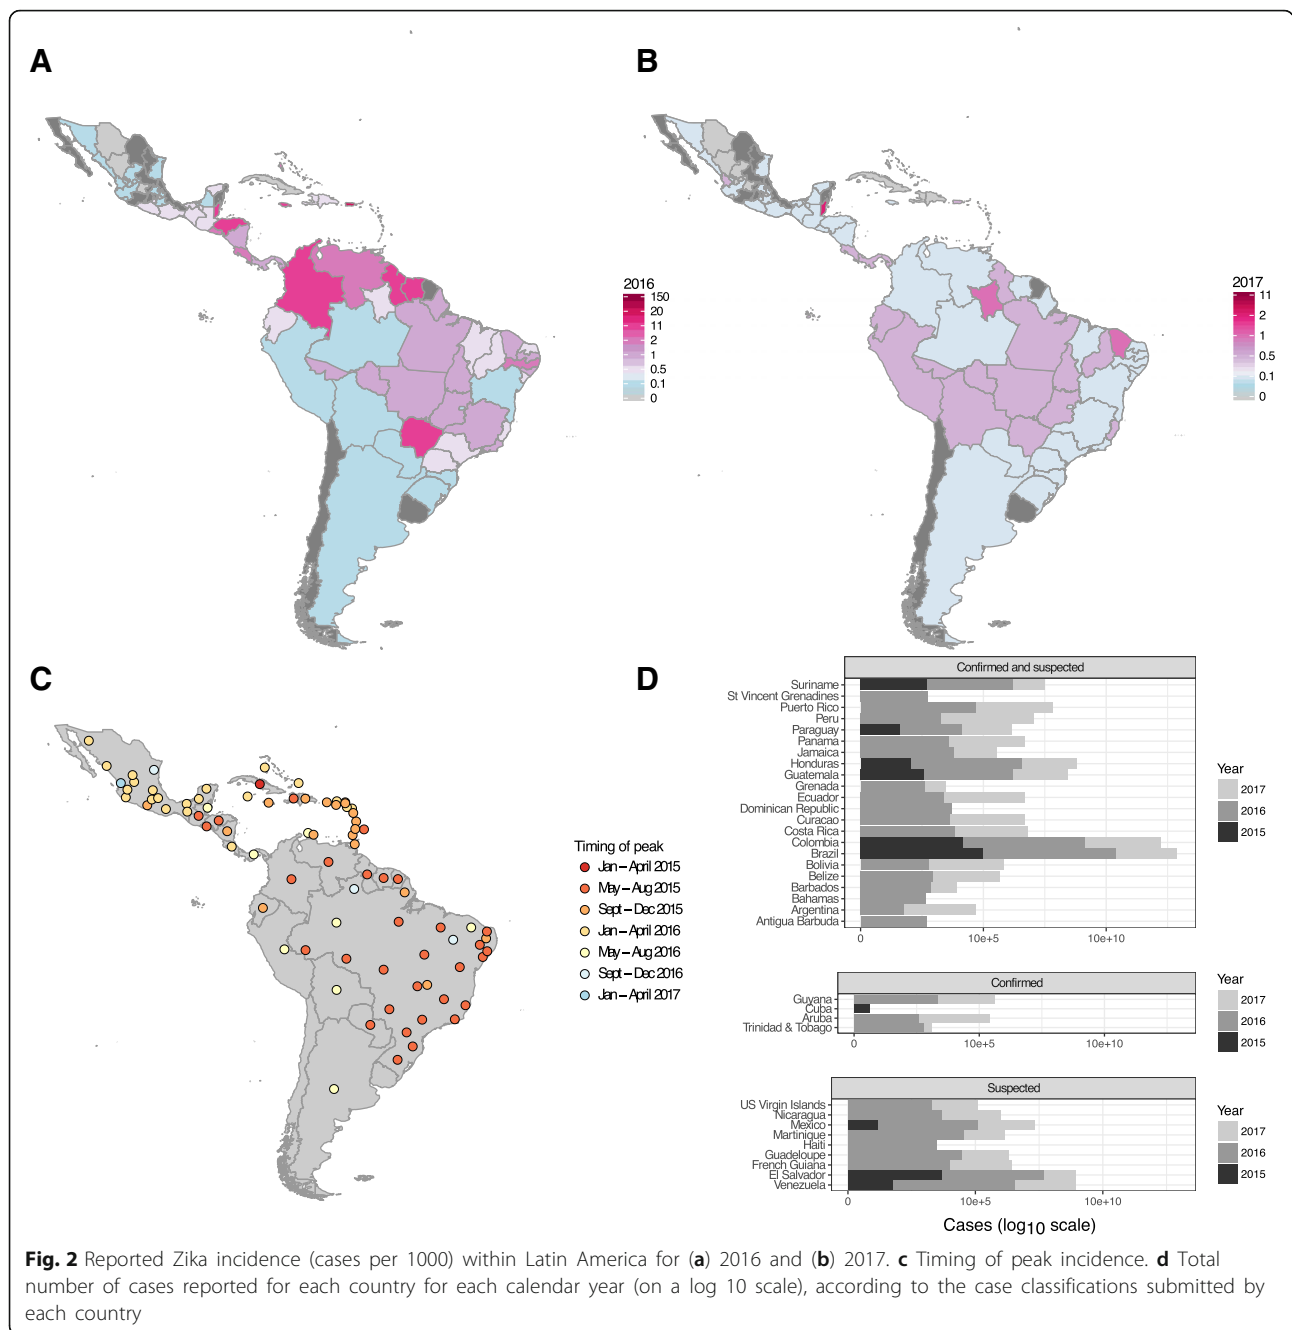 A
B
2016
150
20
11
2
1
0.5
0.1
0
2017
11
2
1
0.5
0.1
0
C
D
Timing of peak
Jan – April 2015
May – Aug 2015
Sept – Dec 2015
Jan – April 2016
May – Aug 2016
Sept – Dec 2016
Jan – April 2017
Confirmed and suspected
Suriname
St Vincent Grenadines
Puerto Rico
Peru
Paraguay
Panama
Jamaica
Honduras
Guatemala
Grenada
Ecuador
Dominican Republic
Curacao
Costa Rica
Colombia
Brazil
Bolivia
Belize
Barbados
Bahamas
Argentina
Antigua Barbuda
0 10e+5 10e+10
Year
2017
2016
2015
Confirmed
Guyana
Cuba
Aruba
Trinidad & Tobago
0 10e+5 10e+10
Year
2017
2016
2015
Suspected
US Virgin Islands
Nicaragua
Mexico
Martinique
Haiti
Guadeloupe
French Guiana
El Salvador
Venezuela
0 10e+5 10e+10
Year
2017
2016
2015
Cases (log10 scale)
Fig. 2 Reported Zika incidence (cases per 1000) within Latin America for (a) 2016 and (b) 2017. c Timing of peak incidence. d Total
number of cases reported for each country for each calendar year (on a log 10 scale), according to the case classifications submitted by
each country